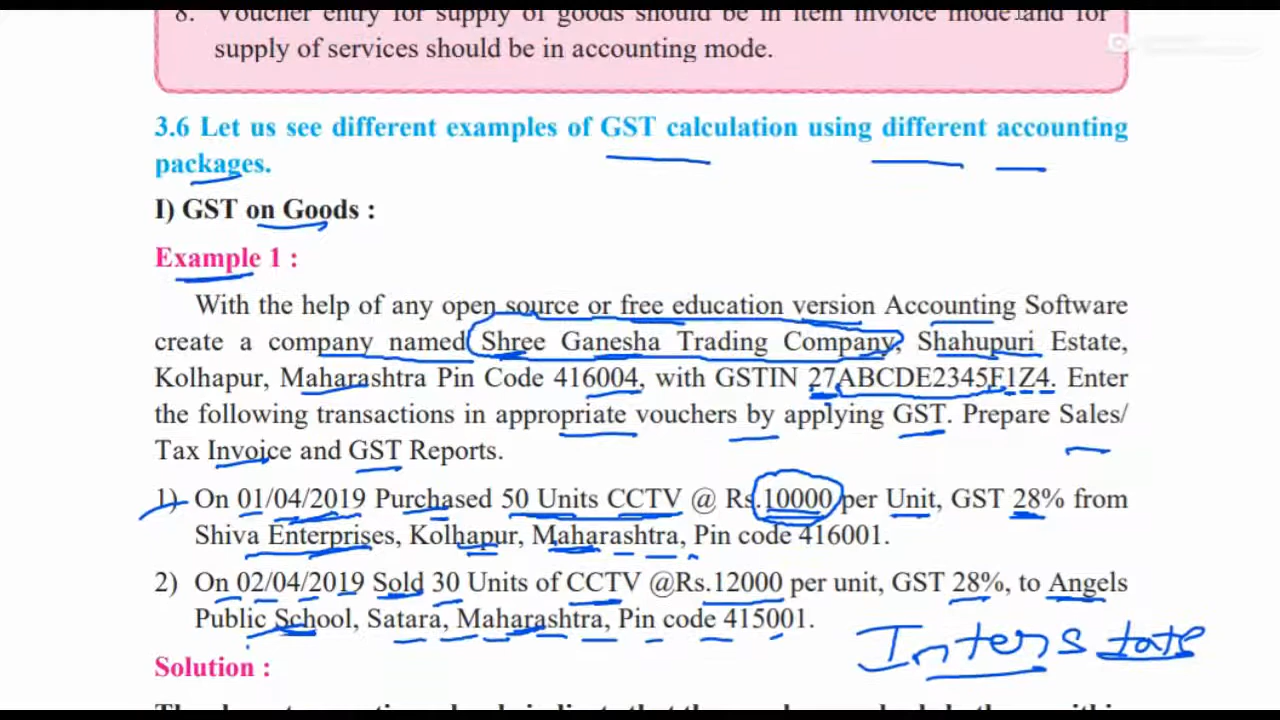 8. Voucher entry for supply of goods should be in item invoice mode and for
supply of services should be in accounting mode.
3.6 Let us see different examples of GST calculation using different accounting
packages.
I) GST on Goods :
Example 1 :
With the help of any open source or free education version Accounting Software
create a company named Shree Ganesha Trading Company, Shahupuri Estate,
Kolhapur, Maharashtra Pin Code 416004, with GSTIN 27ABCDE2345F1Z4. Enter
the following transactions in appropriate vouchers by applying GST. Prepare Sales/
Tax Invoice and GST Reports.
1) On 01/04/2019 Purchased 50 Units CCTV @ Rs.10000 per Unit, GST 28% from
Shiva Enterprises, Kolhapur, Maharashtra, Pin code 416001.
2) On 02/04/2019 Sold 30 Units of CCTV @Rs.12000 per unit, GST 28%, to Angels
Public School, Satara, Maharashtra, Pin code 415001.
Inter state
Solution :